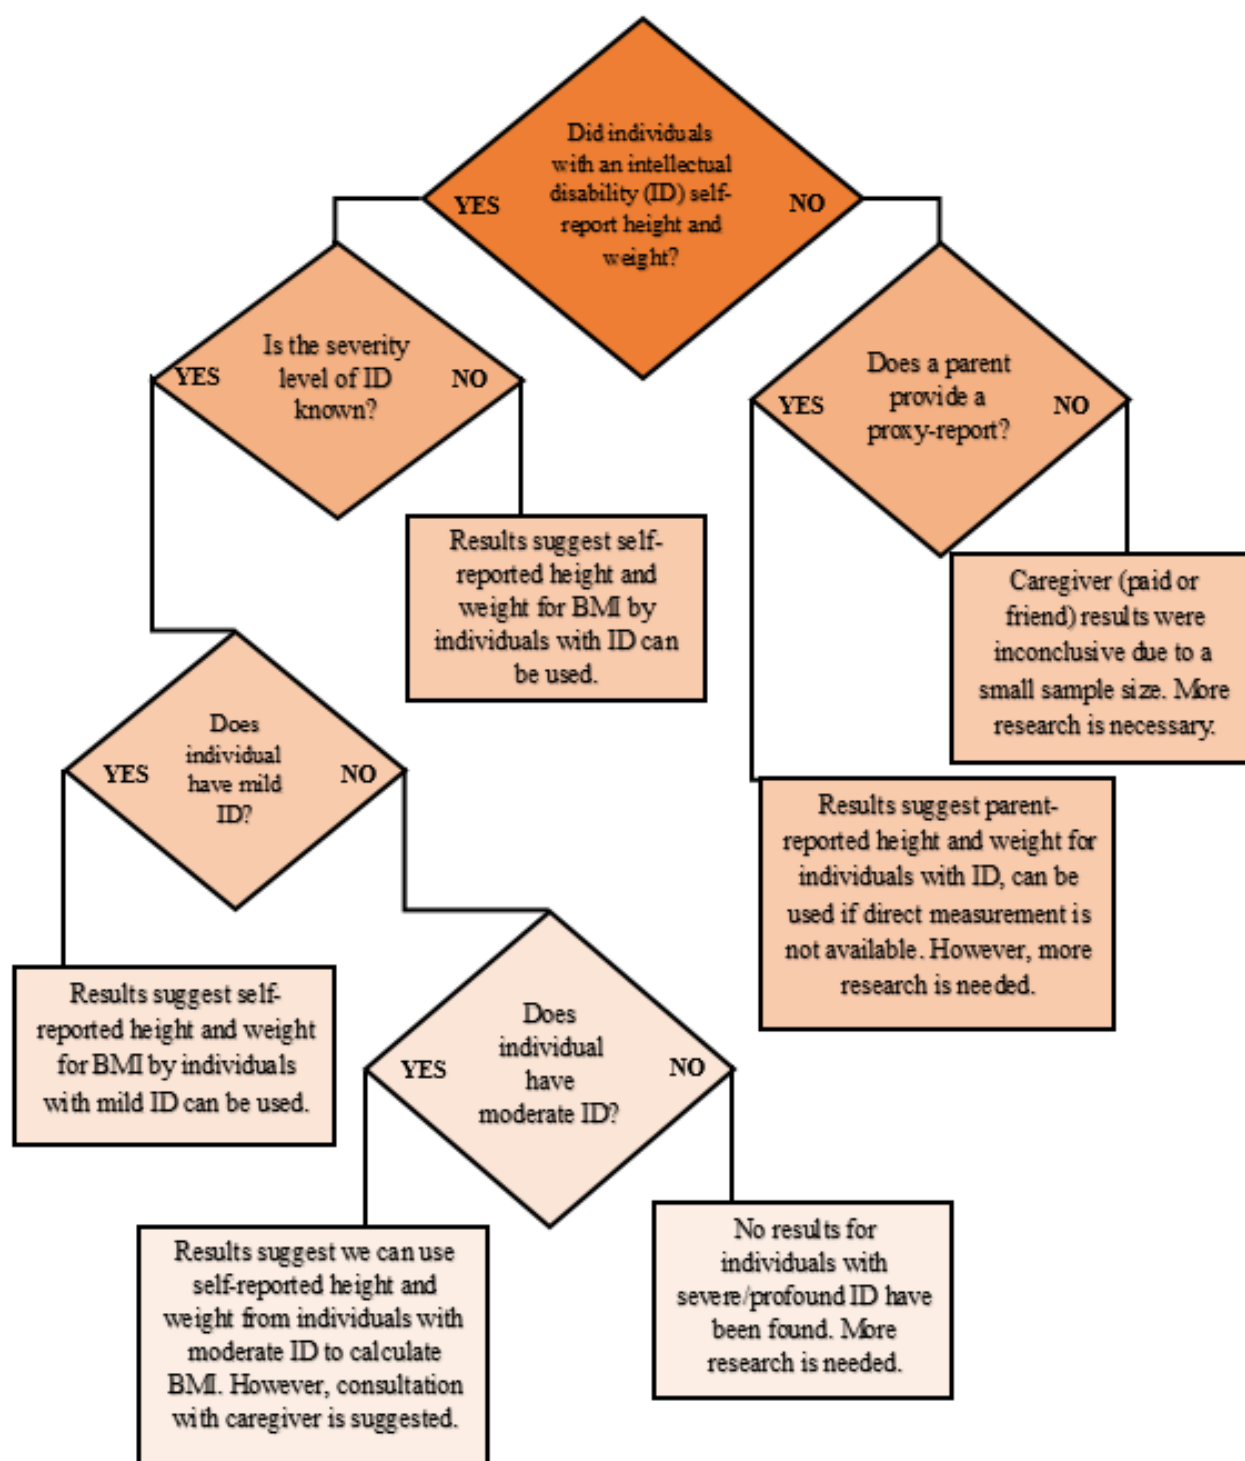 Did individuals
with an intellectual
disability (ID) self-
report height and
weight?
YES
NO
Is the severity
level of ID
known?
YES
NO
Does a parent
provide a
proxy-report?
YES
NO
Results suggest self-
reported height and
weight for BMI by
individuals with ID can
be used.
Caregiver (paid or
friend) results were
inconclusive due to a
small sample size. More
research is necessary.
Does
individual
have mild
ID?
YES
NO
Results suggest parent-
reported height and weight for
individuals with ID, can be
used if direct measurement is
not available. However, more
research is needed.
Results suggest self-
reported height and weight
for BMI by individuals
with mild ID can be used.
Does
individual
have
moderate ID?
YES
NO
Results suggest we can use
self-reported height and
weight from individuals with
moderate ID to calculate
BMI. However, consultation
with caregiver is suggested.
No results for
individuals with
severe/profound ID have
been found. More
research is needed.